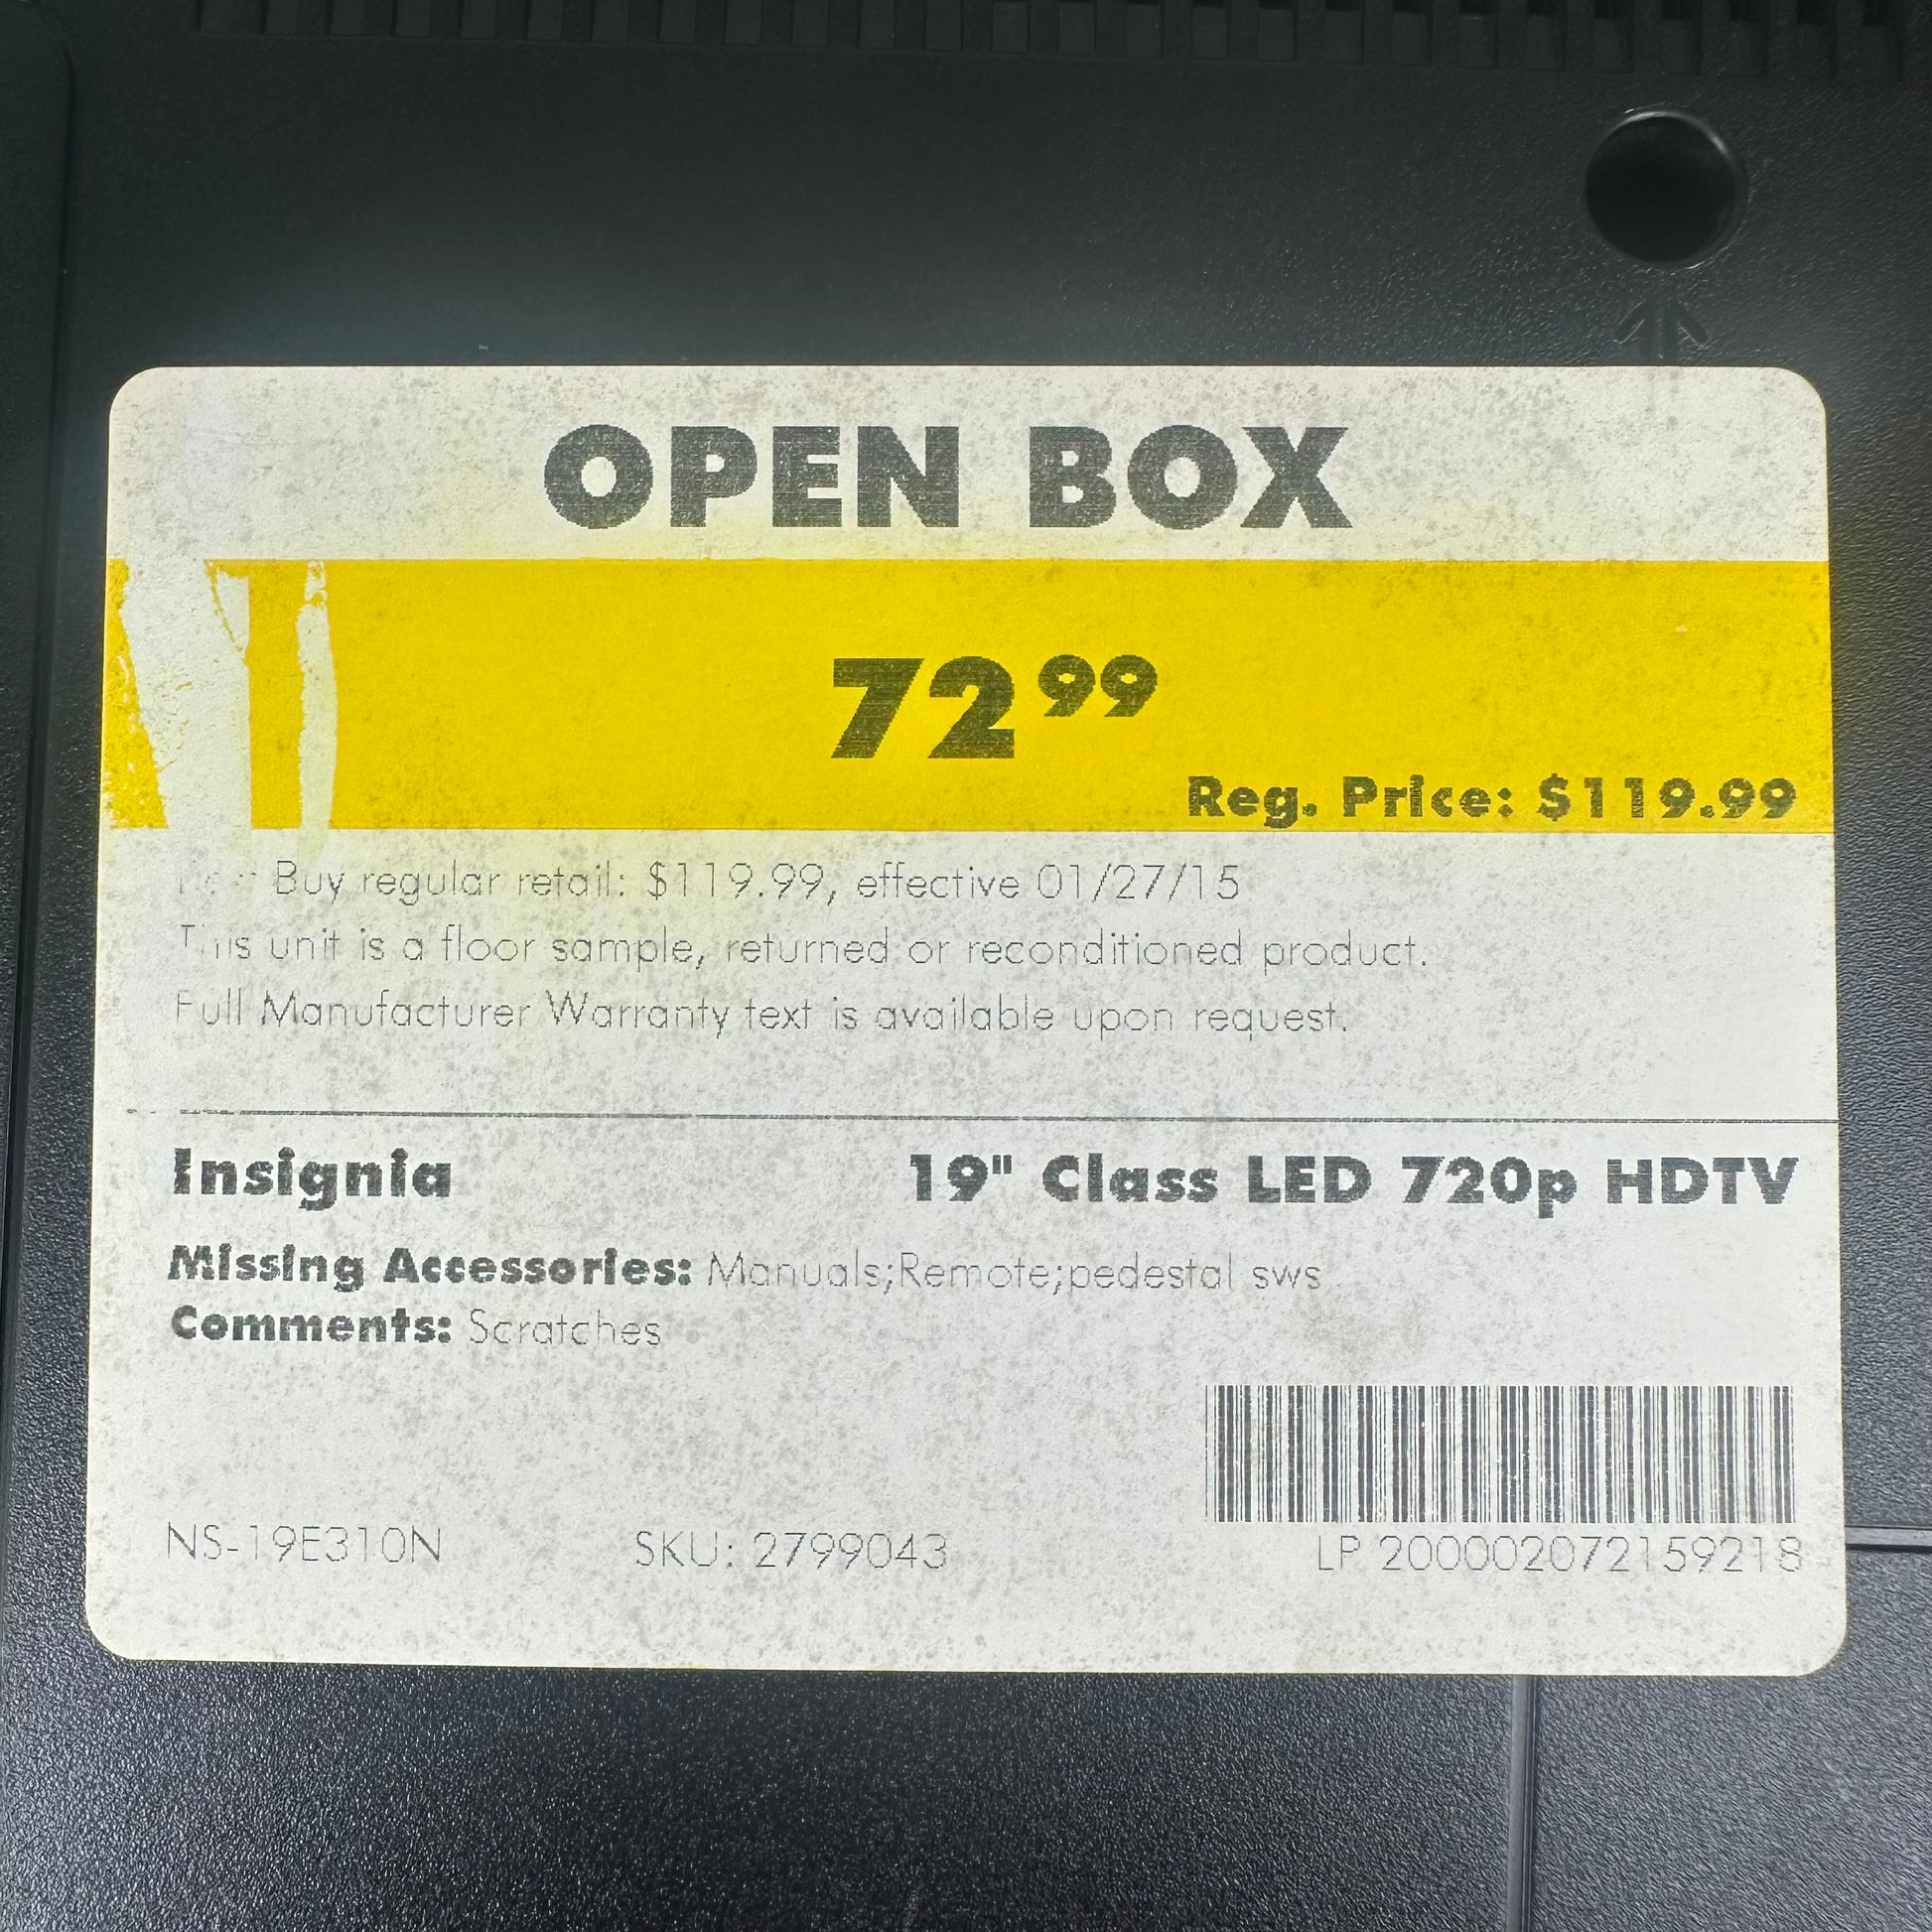 OPEN BOX
72 99
Reg. Price: $119.99
Buy regular retail: $119.99, effective 01/27/15
This unit is a floor sample, returned or reconditioned product.
Full Manufacturer Warranty text is available upon request.
Insignia 19" Class LED 720p HDTV
Missing Accessories: Manuals;Remote;pedestal sws
Comments: Scratches
NS-19E310N SKU: 2799043 LP 200002072159218